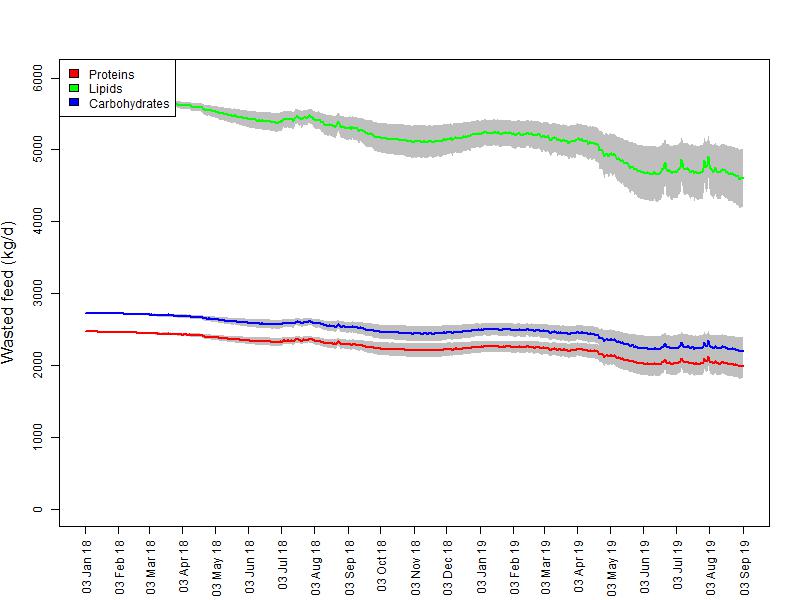 Proteins
Lipids
Carbohydrates
Wasted feed (kg/d)
6000
5000
4000
3000
2000
1000
0
03 Jan 18
03 Feb 18
03 Mar 18
03 Apr 18
03 May 18
03 Jun 18
03 Jul 18
03 Aug 18
03 Sep 18
03 Oct 18
03 Nov 18
03 Dec 18
03 Jan 19
03 Feb 19
03 Mar 19
03 Apr 19
03 May 19
03 Jun 19
03 Jul 19
03 Aug 19
03 Sep 19